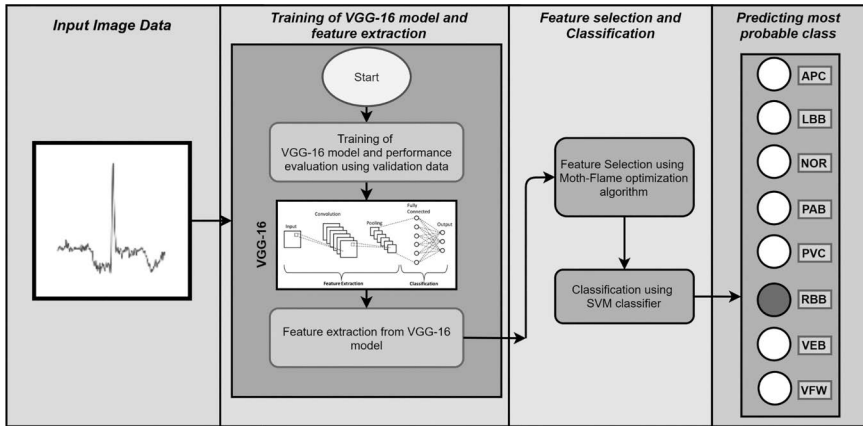 Input Image Data
Training of VGG-16 model and
feature extraction
Feature selection and
Classification
Predicting most
probable class
Start
Training of
VGG-16 model and performance
evaluation using validation data
VGG-16
Input
Convolution
Pooling
Fully
Connected
Output
Feature Extraction
Classification
Feature extraction from VGG-16
model
Feature Selection using
Moth-Flame optimization
algorithm
Classification using
SVM classifier
APC
LBB
NOR
PAB
PVC
RBB
VEB
VFW